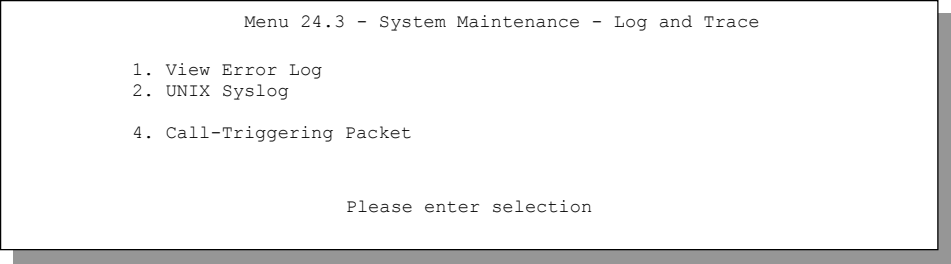 Menu 24.3 - System Maintenance - Log and Trace
1. View Error Log
2. UNIX Syslog
4. Call-Triggering Packet
Please enter selection